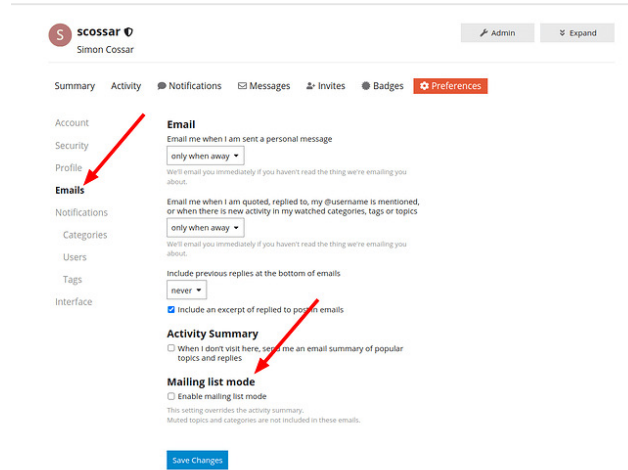 S scossar
Simon Cossar
Admin
Expand
Summary Activity Notifications Messages Invites Badges Preferences
Account
Security
Profile
Emails
Notifications
Categories
Users
Tags
Interface
Email
Email me when I am sent a personal message
only when away
We'll email you immediately if you haven't read the thing we're emailing you
about.
Email me when I am quoted, replied to, my @username is mentioned,
or when there is new activity in my watched categories, tags or topics
only when away
We'll email you immediately if you haven't read the thing we're emailing you
about.
Include previous replies at the bottom of emails
never
Include an excerpt of replied to post in emails
Activity Summary
When I don't visit here, send me an email summary of popular
topics and replies
Mailing list mode
Enable mailing list mode
This setting overrides the activity summary.
Muted topics and categories are not included in these emails.
Save Changes